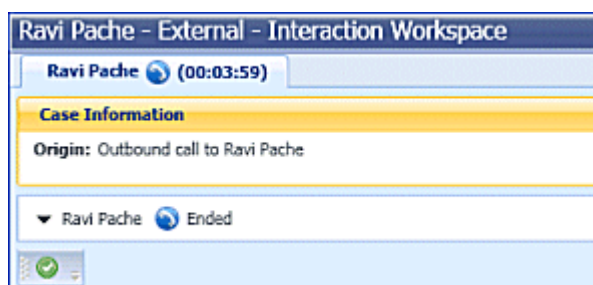 Ravi Pache - External - Interaction Workspace
Ravi Pache (00:03:59)
Case Information
Origin: Outbound call to Ravi Pache
Ravi Pache Ended